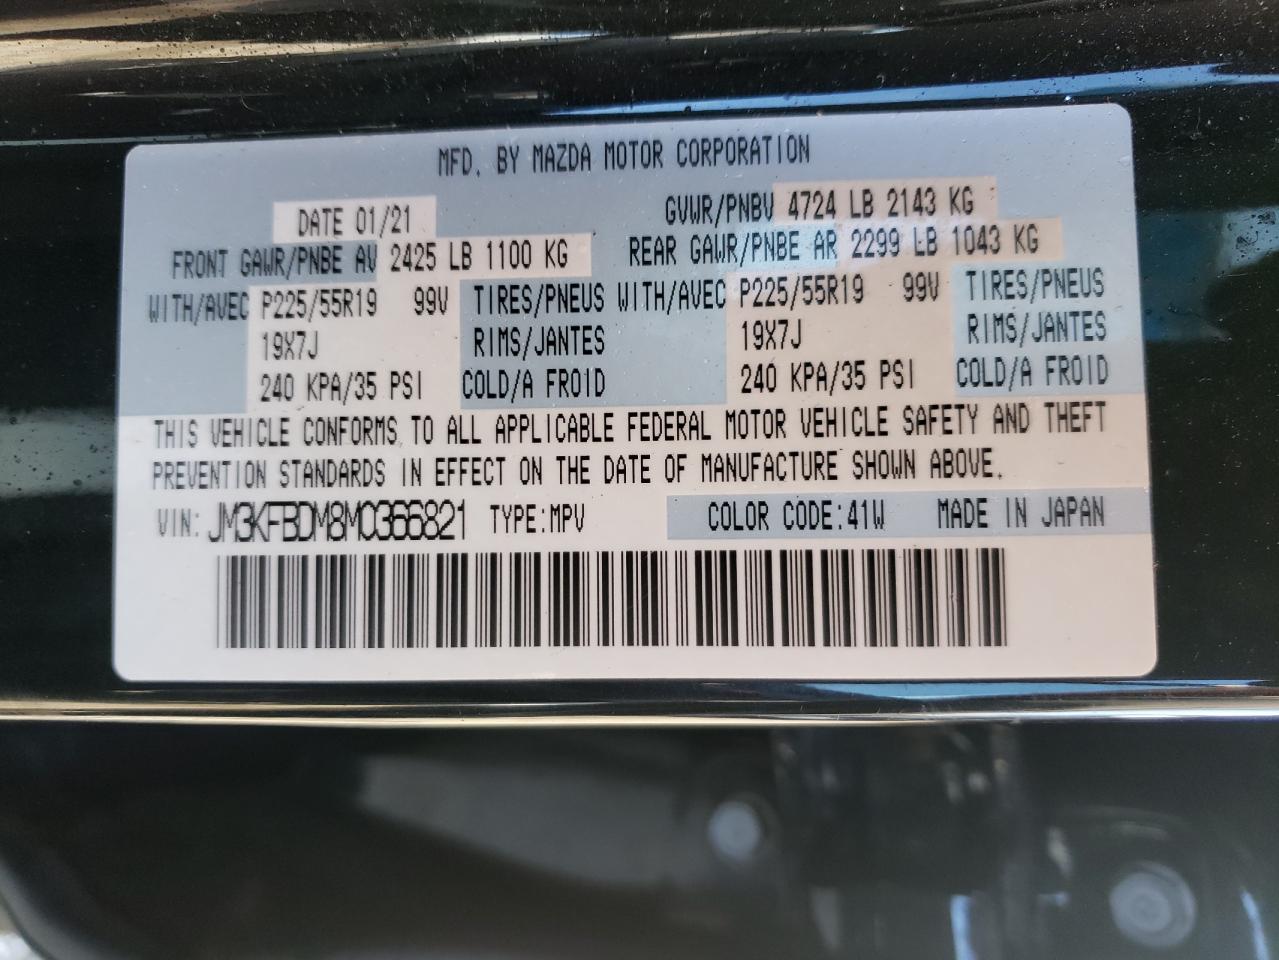 MFD. BY MAZDA MOTOR CORPORATION
DATE 01/21 GVWR/PNBV 4724 LB 2143 KG
FRONT GAWR/PNBE AV 2425 LB 1100 KG REAR GAWR/PNBE AR 2299 LB 1043 KG
WITH/AVEC P225/55R19 99V TIRES/PNEUS WITH/AVEC P225/55R19 99V TIRES/PNEUS
19X7J RIMS/JANTES 19X7J RIMS/JANTES
240 KPA/35 PSI COLD/A FROID 240 KPA/35 PSI COLD/A FROID
THIS VEHICLE CONFORMS TO ALL APPLICABLE FEDERAL MOTOR VEHICLE SAFETY AND THEFT
PREVENTION STANDARDS IN EFFECT ON THE DATE OF MANUFACTURE SHOWN ABOVE.
VIN: JM3KFBDM8M0366821 TYPE:MPV COLOR CODE:41W MADE IN JAPAN